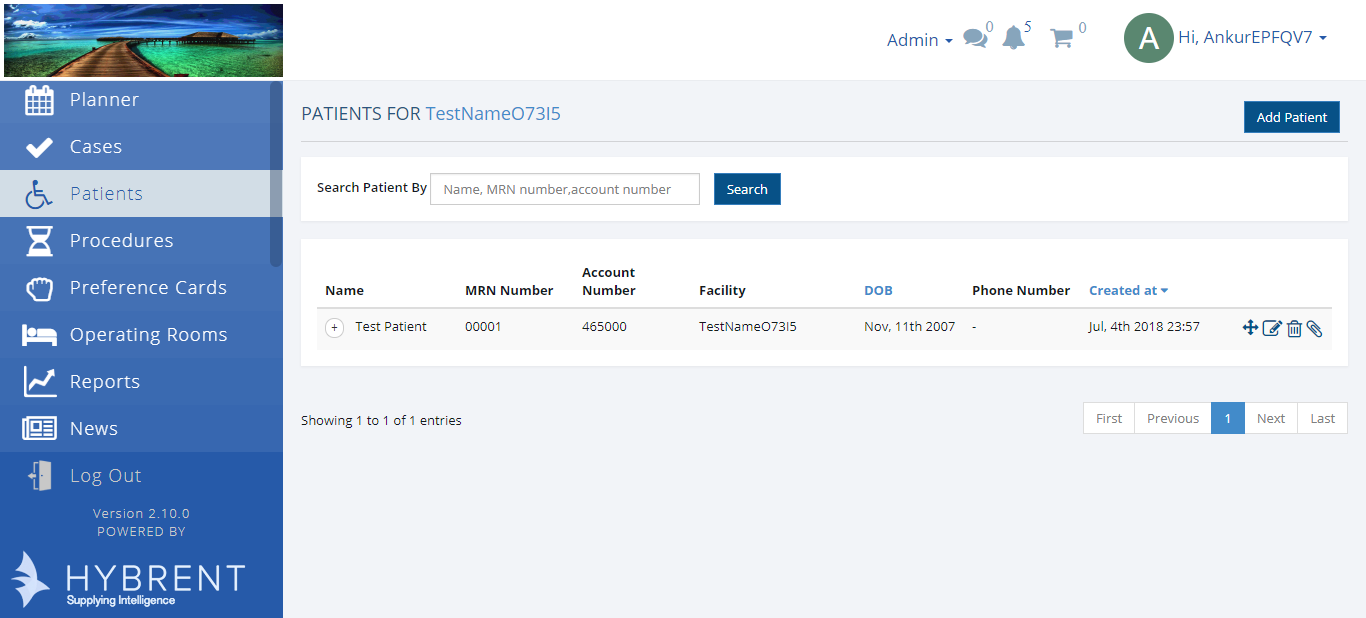 Admin 0 5 0 A Hi, AnkurEPFQV7
Planner
Cases
Patients
Procedures
Preference Cards
Operating Rooms
Reports
News
Log Out
Version 2.10.0
POWERED BY
HYBRENT
Supplying Intelligence
PATIENTS FOR TestNameO73I5
Add Patient
Search Patient By Name, MRN number,account number Search
Name MRN Number Account Number Facility DOB Phone Number Created at
+ Test Patient 00001 465000 TestNameO73I5 Nov, 11th 2007 - Jul, 4th 2018 23:57
Showing 1 to 1 of 1 entries
First Previous 1 Next Last